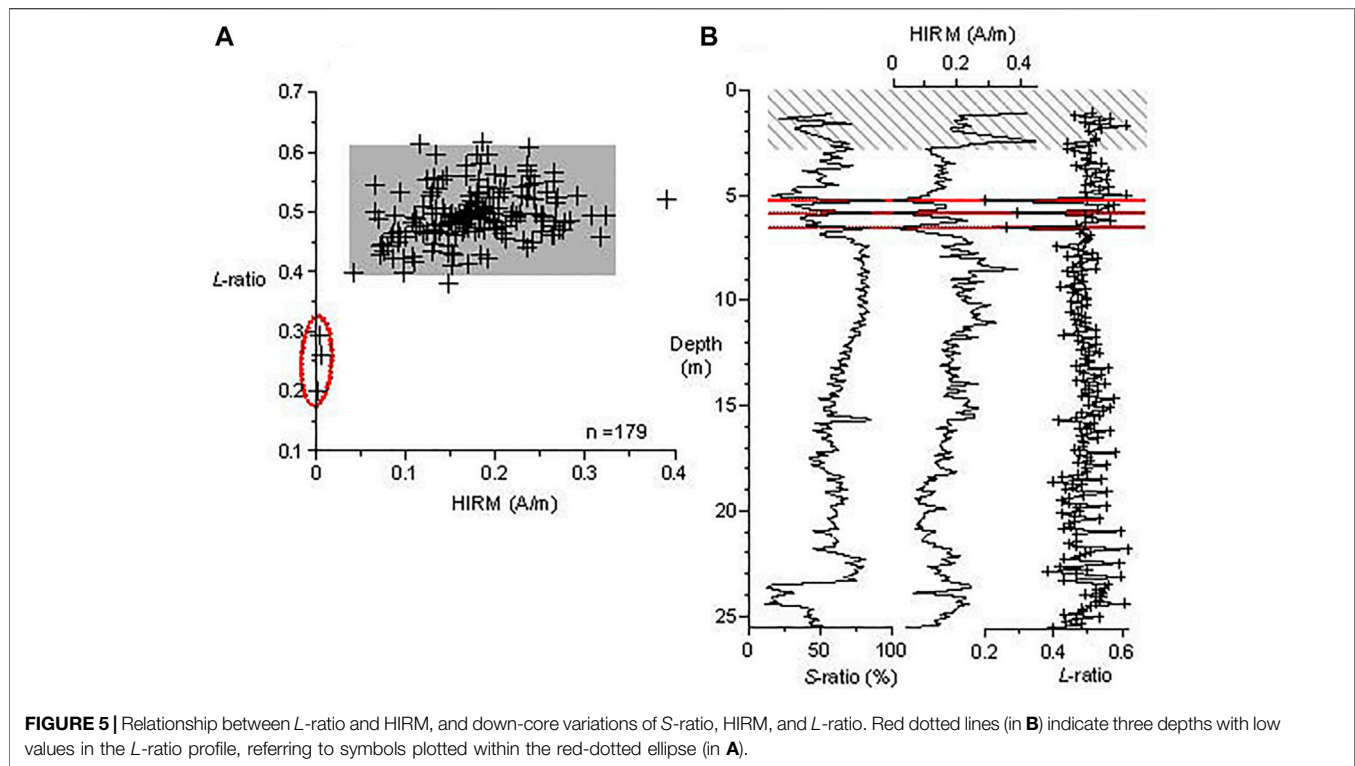 A
B
HIRM (A/m)
0 0.2 0.4
0.7
0.6
0.5
0.4
L-ratio
0.3
0.2
0.1
n =179
0 0.1 0.2 0.3 0.4
HIRM (A/m)
0
5
10
Depth
(m)
15
20
25
0 50 100
S-ratio (%)
0.2 0.4 0.6
L-ratio
FIGURE 5 | Relationship between L-ratio and HIRM, and down-core variations of S-ratio, HIRM, and L-ratio. Red dotted lines (in B) indicate three depths with low
values in the L-ratio profile, referring to symbols plotted within the red-dotted ellipse (in A).